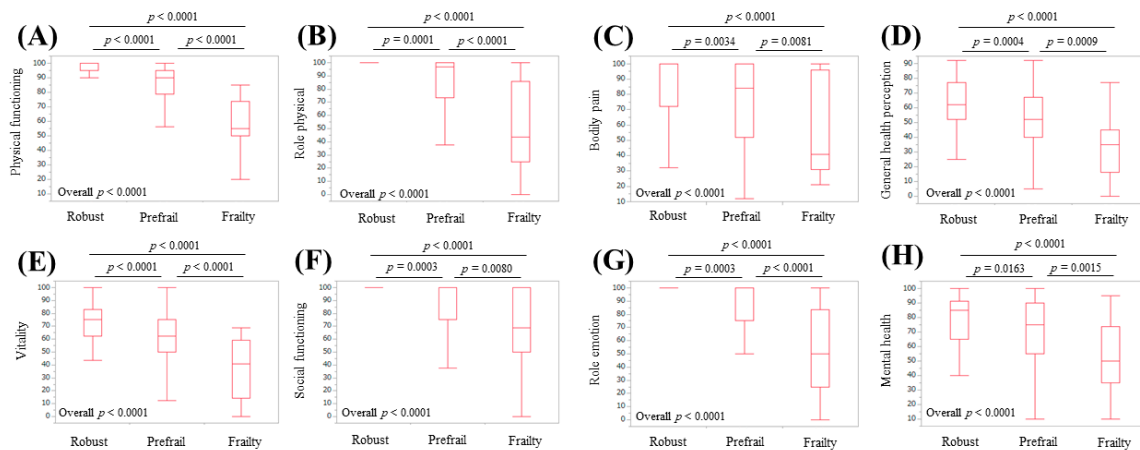 (A)
p < 0.0001
p < 0.0001 p < 0.0001
Physical functioning
100
90
80
70
60
50
40
30
20
10
Overall p < 0.0001
Robust Prefrail Frailty
(B)
p < 0.0001
p = 0.0001 p < 0.0001
Role physical
100
90
80
70
60
50
40
30
20
10
0
Overall p < 0.0001
Robust Prefrail Frailty
(C)
p < 0.0001
p = 0.0034 p = 0.0081
Bodily pain
100
90
80
70
60
50
40
30
20
10
Overall p < 0.0001
Robust Prefrail Frailty
(D)
p < 0.0001
p = 0.0004 p = 0.0009
General health perception
100
90
80
70
60
50
40
30
20
10
0
Overall p < 0.0001
Robust Prefrail Frailty
(E)
p < 0.0001
p < 0.0001 p < 0.0001
Vitality
100
90
80
70
60
50
40
30
20
10
0
Overall p < 0.0001
Robust Prefrail Frailty
(F)
p < 0.0001
p = 0.0003 p = 0.0080
Social functioning
100
90
80
70
60
50
40
30
20
10
0
Overall p < 0.0001
Robust Prefrail Frailty
(G)
p < 0.0001
p = 0.0003 p < 0.0001
Role emotion
100
90
80
70
60
50
40
30
20
10
0
Overall p < 0.0001
Robust Prefrail Frailty
(H)
p < 0.0001
p = 0.0163 p = 0.0015
Mental health
100
90
80
70
60
50
40
30
20
10
Overall p < 0.0001
Robust Prefrail Frailty